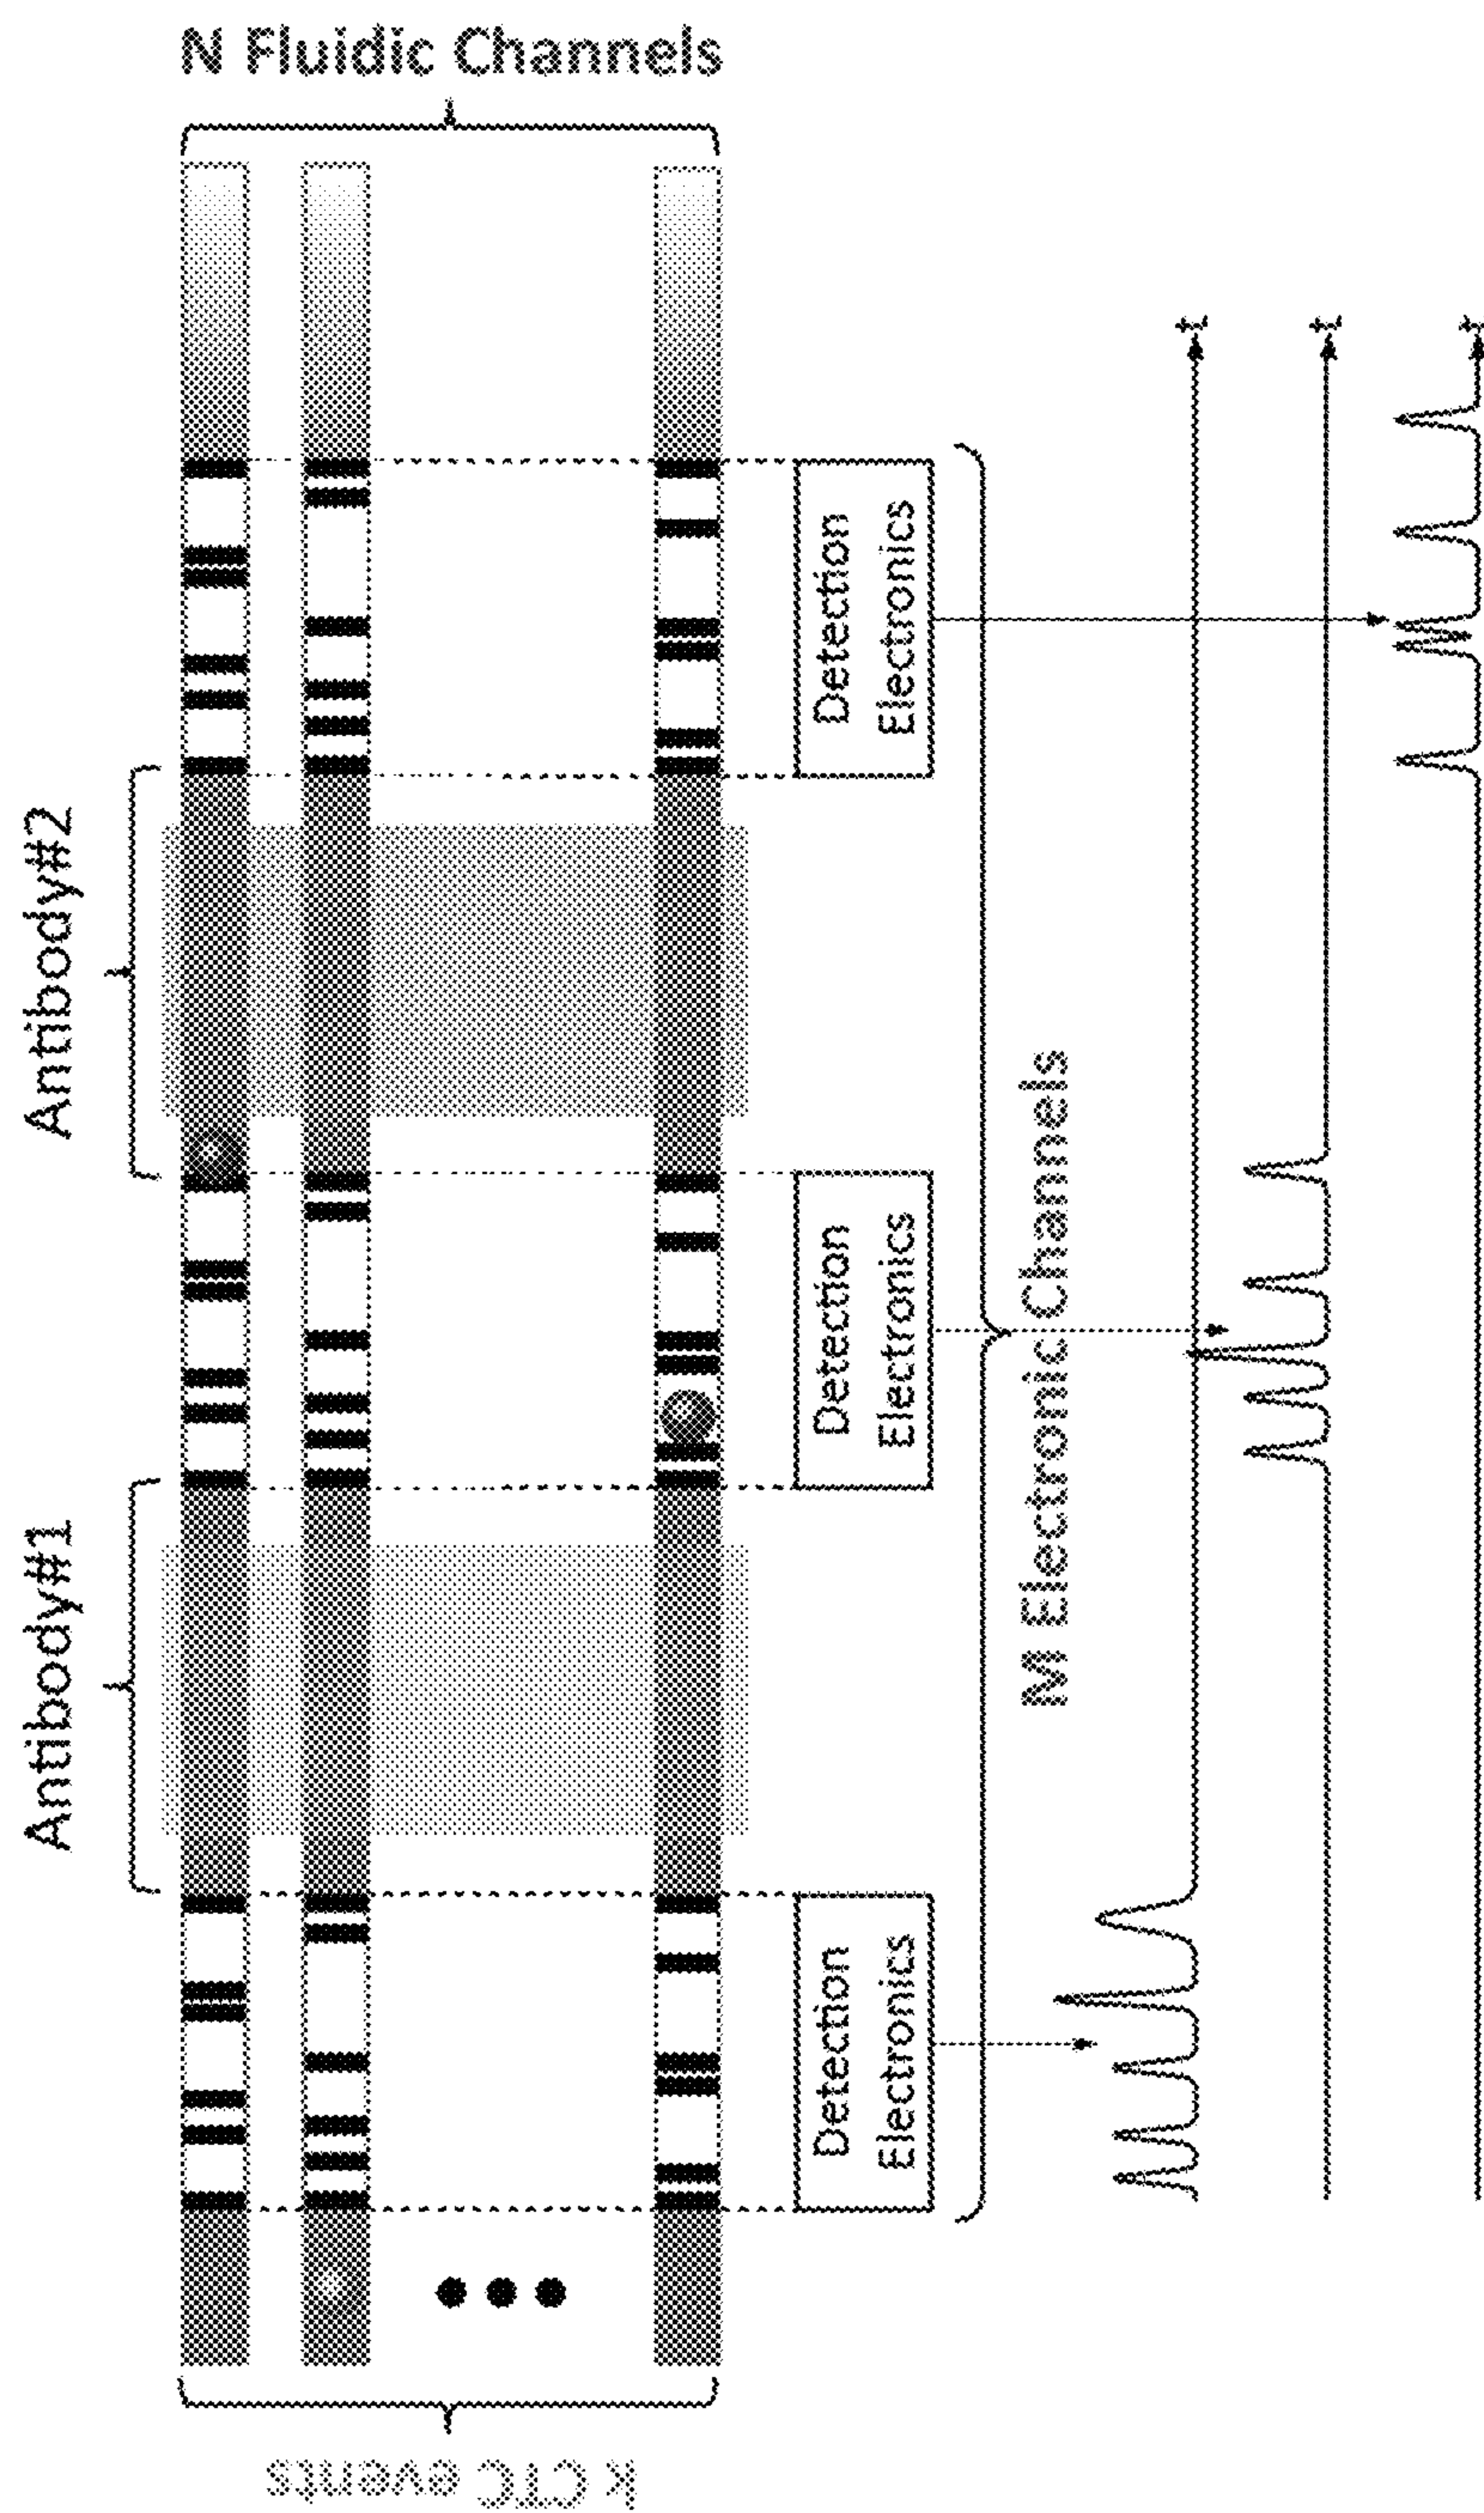 N Fluidic Channels
Antibody#2
Antibody#1
Detection
Electronics
Detection
Electronics
Detection
Electronics
M Electronic Channels
t
t
t
k CTC events